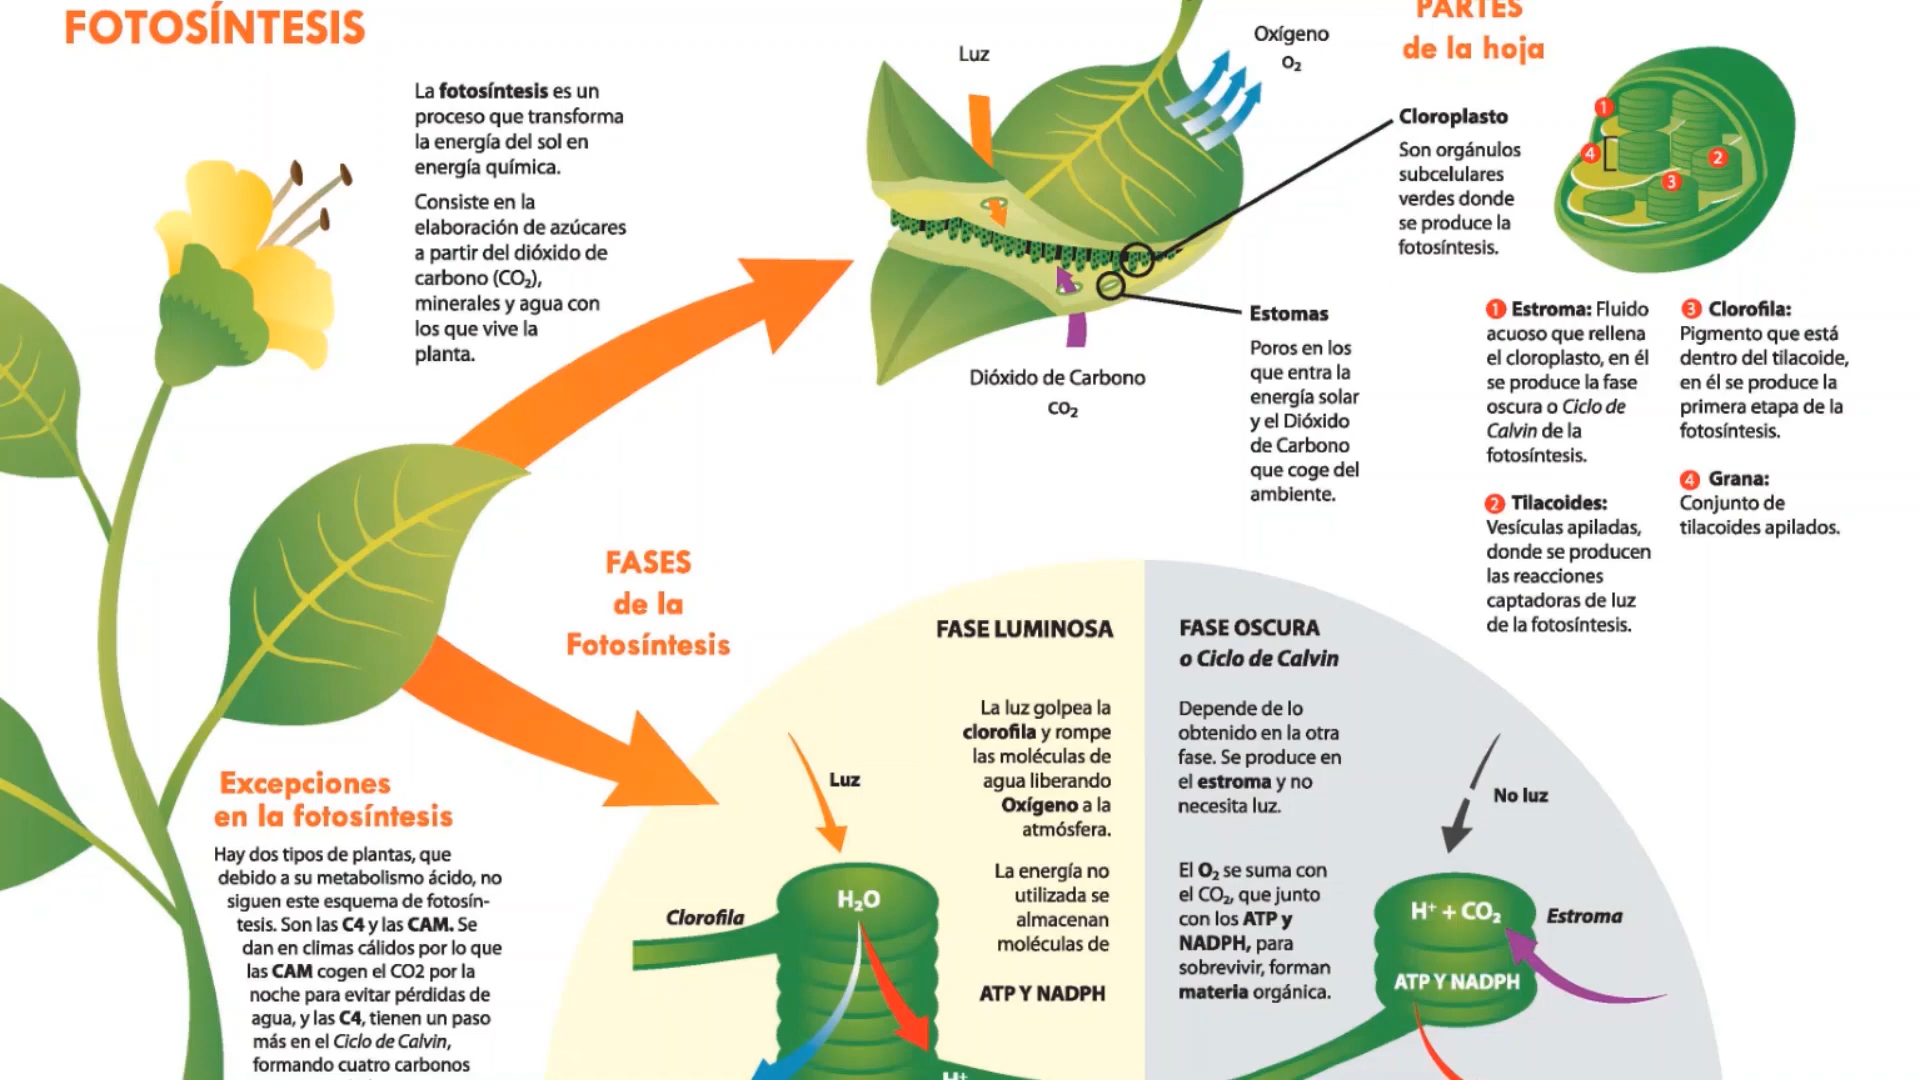 FOTOSÍNTESIS
La fotosíntesis es un
proceso que transforma
la energía del sol en
energía química.
Consiste en la
elaboración de azúcares
a partir del dióxido de
carbono (CO₂),
minerales y agua con
los que vive la
planta.
Luz
Oxígeno
O₂
Dióxido de Carbono
CO₂
PARTES
de la hoja
Cloroplasto
Son orgánulos
subcelulares
verdes donde
se produce la
fotosíntesis.
1
4
2
3
Estomas
Poros en los
que entra la
energía solar
y el Dióxido
de Carbono
que coge del
ambiente.
1 Estroma: Fluido
acuoso que rellena
el cloroplasto, en él
se produce la fase
oscura o Ciclo de
Calvin de la
fotosíntesis.
2 Tilacoides:
Vesículas apiladas,
donde se producen
las reacciones
captadoras de luz
de la fotosíntesis.
3 Clorofila:
Pigmento que está
dentro del tilacoide,
en él se produce la
primera etapa de la
fotosíntesis.
4 Grana:
Conjunto de
tilacoides apilados.
FASES
de la
Fotosíntesis
FASE LUMINOSA
La luz golpea la
clorofila y rompe
las moléculas de
agua liberando
Oxígeno a la
atmósfera.
La energía no
utilizada se
almacenan
moléculas de
ATP Y NADPH
Luz
Clorofila
H₂O
H⁺
FASE OSCURA
o Ciclo de Calvin
Depende de lo
obtenido en la otra
fase. Se produce en
el estroma y no
necesita luz.
El O₂ se suma con
el CO₂, que junto
con los ATP y
NADPH, para
sobrevivir, forman
materia orgánica.
No luz
H⁺ + CO₂
Estroma
ATP Y NADPH
Excepciones
en la fotosíntesis
Hay dos tipos de plantas, que
debido a su metabolismo ácido, no
siguen este esquema de fotosín-
tesis. Son las C4 y las CAM. Se
dan en climas cálidos por lo que
las CAM cogen el CO2 por la
noche para evitar pérdidas de
agua, y las C4, tienen un paso
más en el Ciclo de Calvin,
formando cuatro carbonos